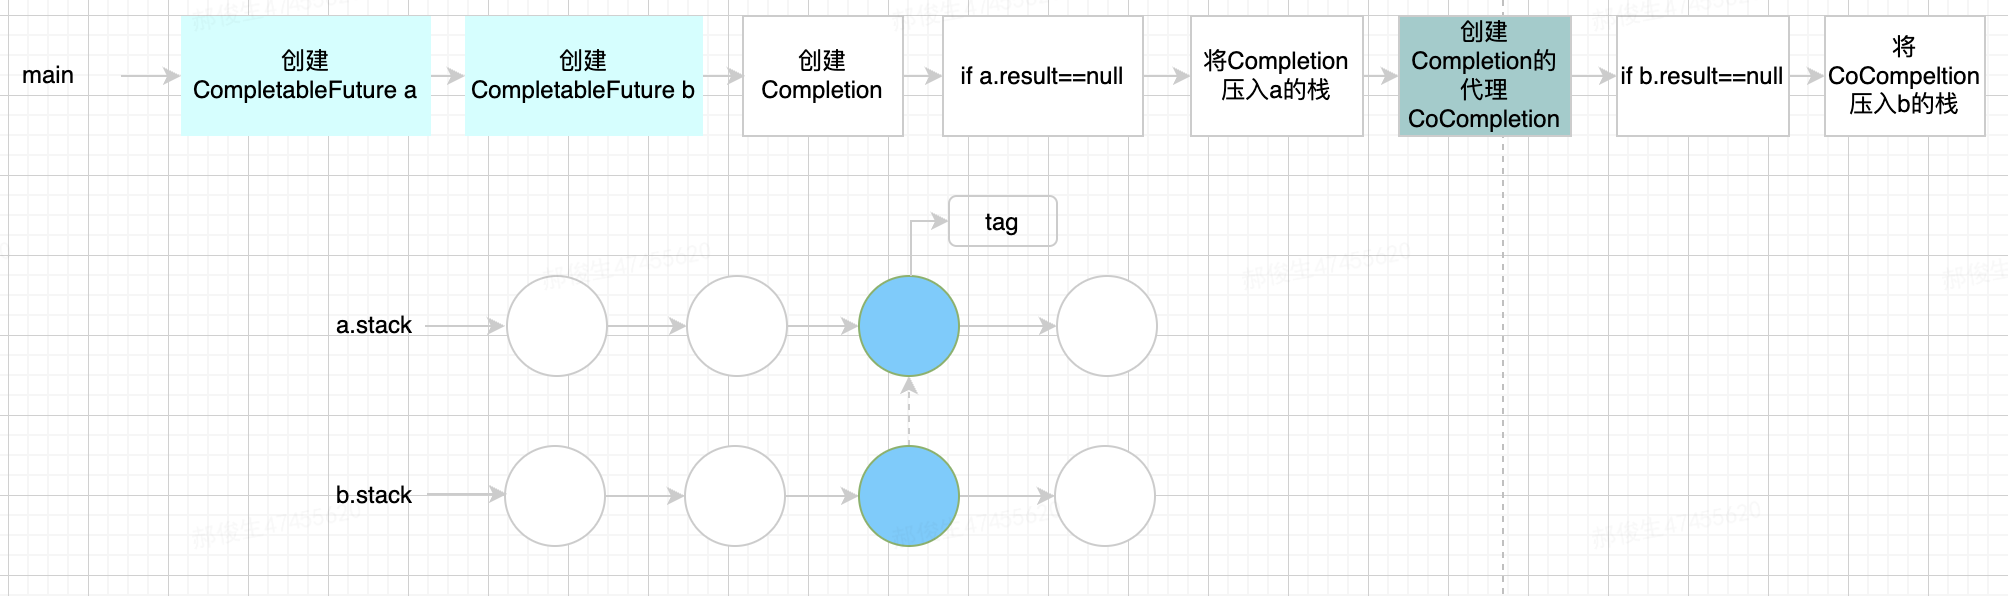 main
创建
CompletableFuture a
创建
CompletableFuture b
创建
Completion
if a.result==null
将Completion
压入a的栈
创建
Completion的
代理
CoCompletion
if b.result==null
将
CoCompeltion
压入b的栈
tag
a.stack
b.stack